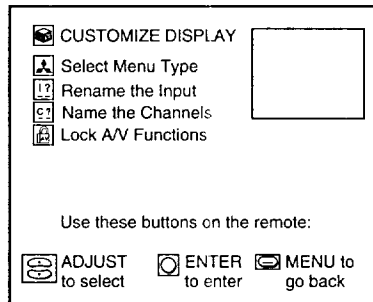 CUSTOMIZE DISPLAY
Select Menu Type
Rename the Input
Name the Channels
Lock A/V Functions
Use these buttons on the remote:
ADJUST to select
ENTER to enter
MENU to go back